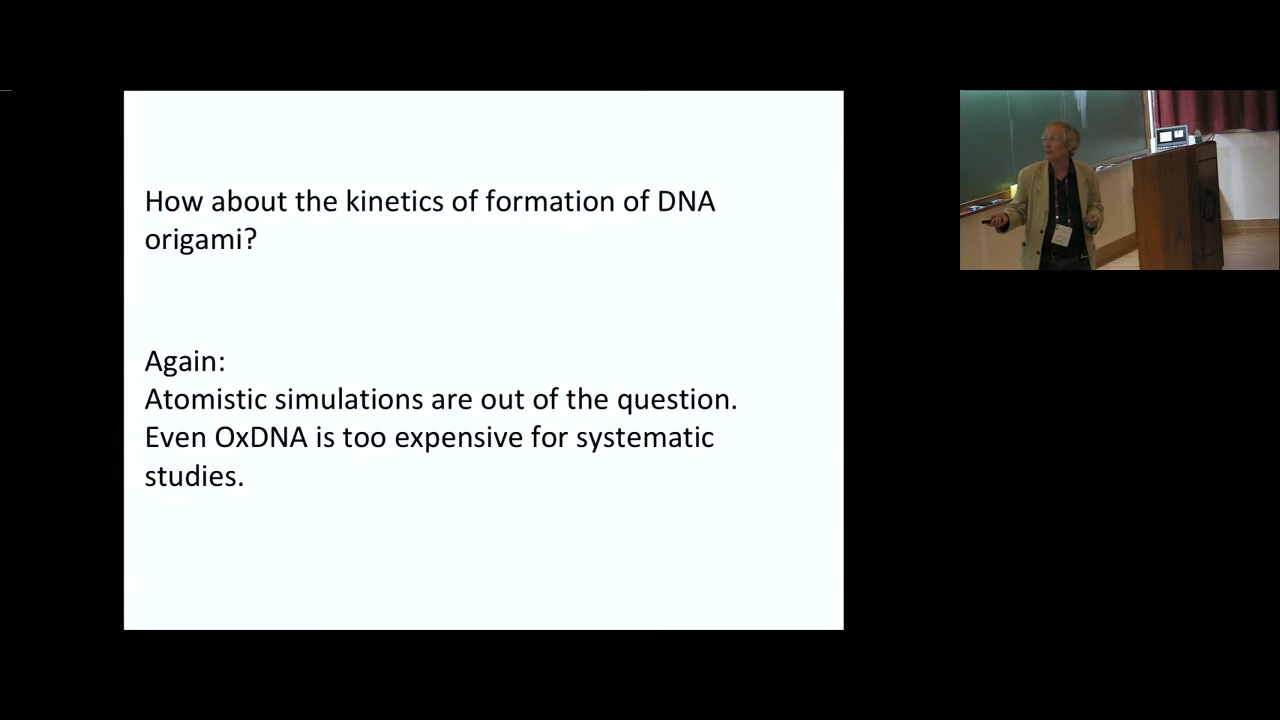 How about the kinetics of formation of DNA
origami?
Again:
Atomistic simulations are out of the question.
Even OxDNA is too expensive for systematic
studies.